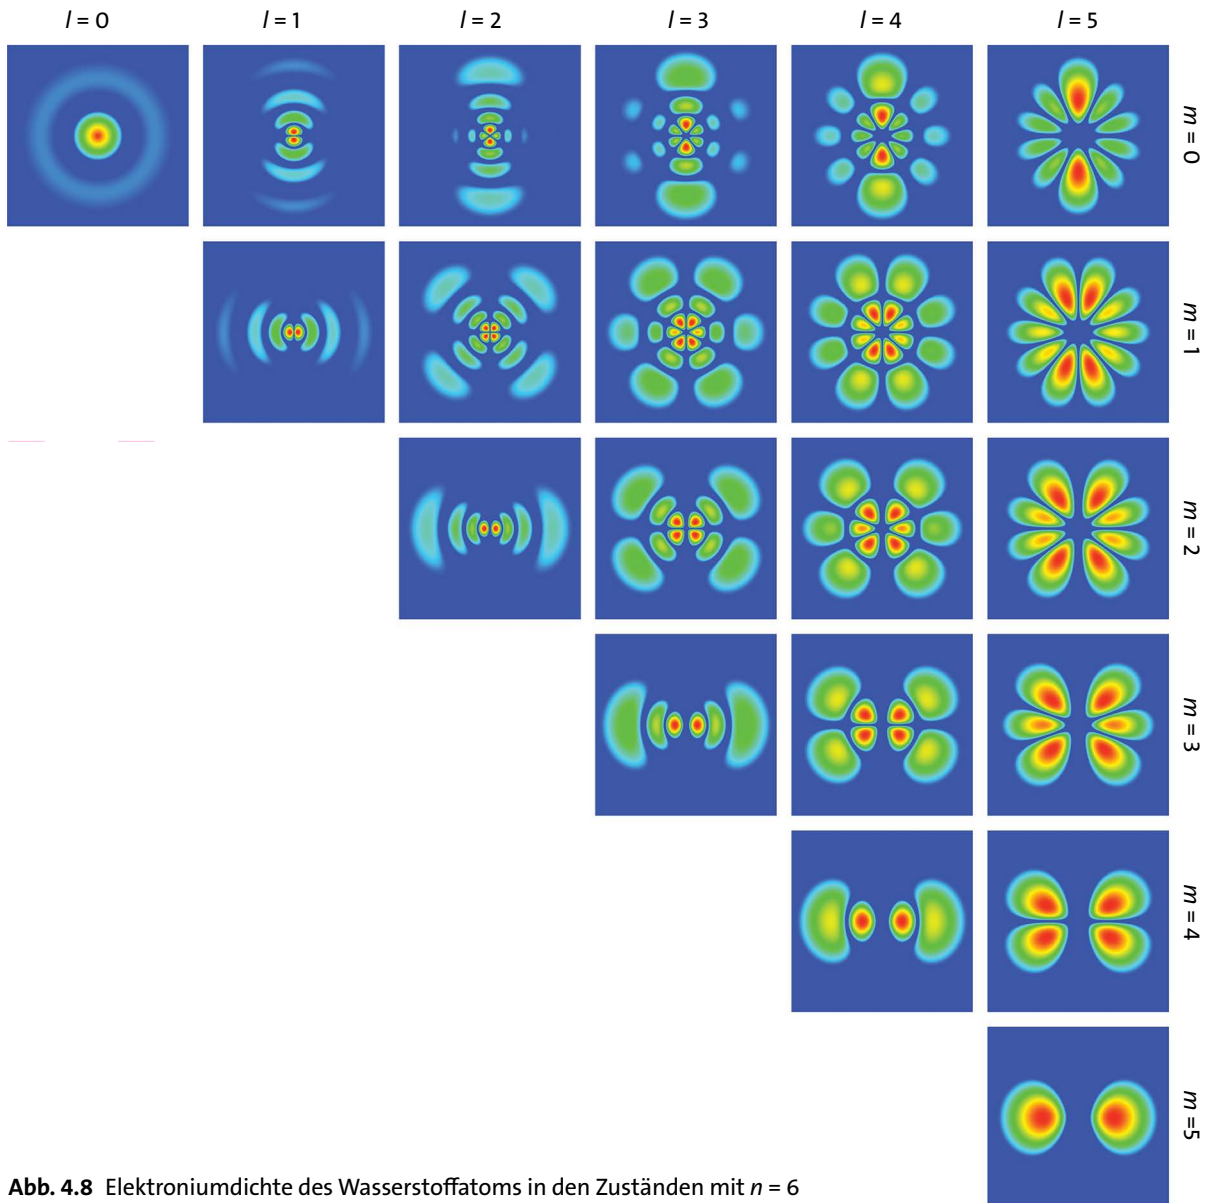 l = 0 l = 1 l = 2 l = 3 l = 4 l = 5
m = 0
m = 1
m = 2
m = 3
m = 4
m =5
Abb. 4.8 Elektroniumdichte des Wasserstoffatoms in den Zuständen mit n = 6